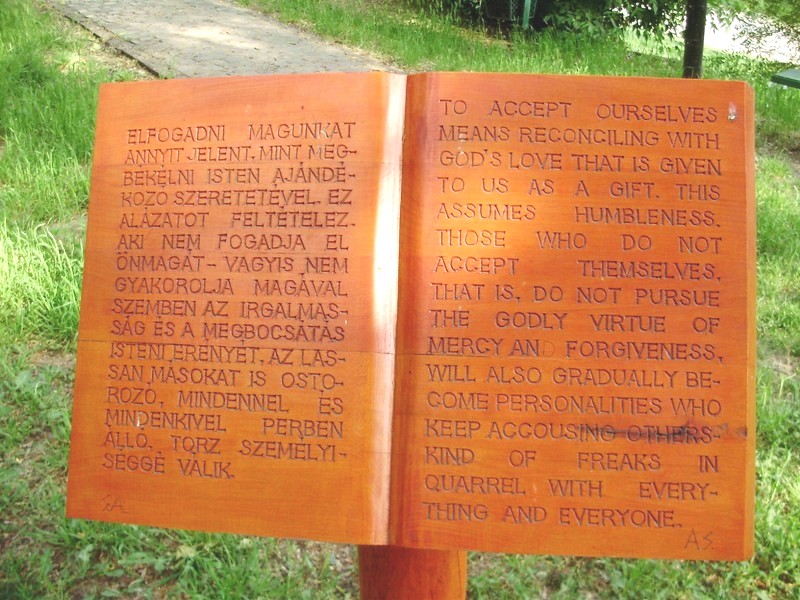 ELFOGADNI MAGUNKAT
ANNYIT JELENT, MINT MEG-
BÉKÉLNI ISTEN AJÁNDÉ-
KOZÓ SZERETETÉVEL. EZ
ALÁZATOT FELTÉTELEZ.
AKI NEM FOGADJA EL
ÖNMAGÁT - VAGYIS NEM
GYAKOROLJA MAGÁVAL
SZEMBEN AZ IRGALMAS-
SÁG ÉS A MEGBOCSÁTÁS
ISTENI ERÉNYÉT, AZ LAS-
SAN MÁSOKAT IS OSTO-
ROZÓ, MINDENNEL ÉS
MINDENKIVEL PERBEN
ÁLLÓ, TORZ SZEMÉLYI-
SÉGGÉ VÁLIK.
S.A.
TO ACCEPT OURSELVES
MEANS RECONCILING WITH
GOD'S LOVE THAT IS GIVEN
TO US AS A GIFT. THIS
ASSUMES HUMBLENESS.
THOSE WHO DO NOT
ACCEPT THEMSELVES,
THAT IS, DO NOT PURSUE
THE GODLY VIRTUE OF
MERCY AND FORGIVENESS,
WILL ALSO GRADUALLY BE-
COME PERSONALITIES WHO
KEEP ACCOUSING OTHERS-
KIND OF FREAKS IN
QUARREL WITH EVERY-
THING AND EVERYONE.
A S.